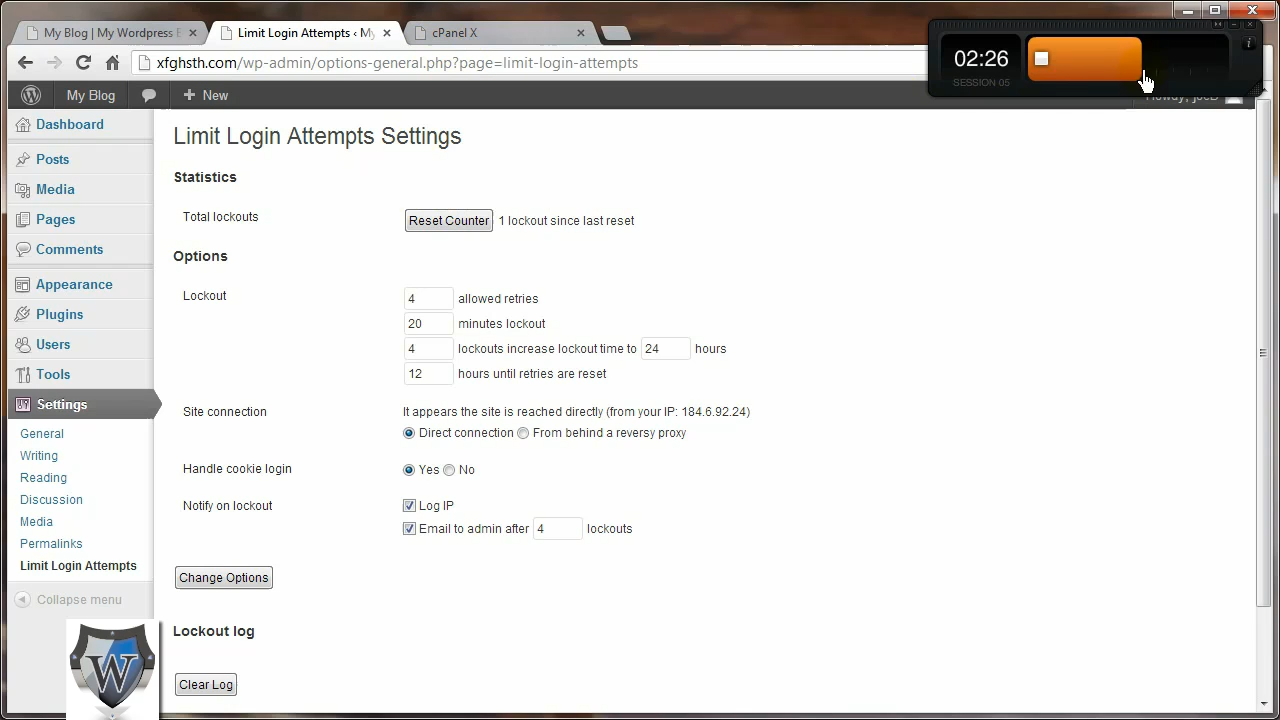 My Blog | My Wordpress B
Limit Login Attempts ‹ My
cPanel X
xfghsth.com/wp-admin/options-general.php?page=limit-login-attempts
02:26
SESSION 05
My Blog
New
Howdy, joeB
Dashboard
Posts
Media
Pages
Comments
Appearance
Plugins
Users
Tools
Settings
General
Writing
Reading
Discussion
Media
Permalinks
Limit Login Attempts
Collapse menu
W
Limit Login Attempts Settings
Statistics
Total lockouts
Reset Counter 1 lockout since last reset
Options
Lockout
4 allowed retries
20 minutes lockout
4 lockouts increase lockout time to 24 hours
12 hours until retries are reset
Site connection
It appears the site is reached directly (from your IP: 184.6.92.24)
Direct connection From behind a reversy proxy
Handle cookie login
Yes No
Notify on lockout
Log IP
Email to admin after 4 lockouts
Change Options
Lockout log
Clear Log